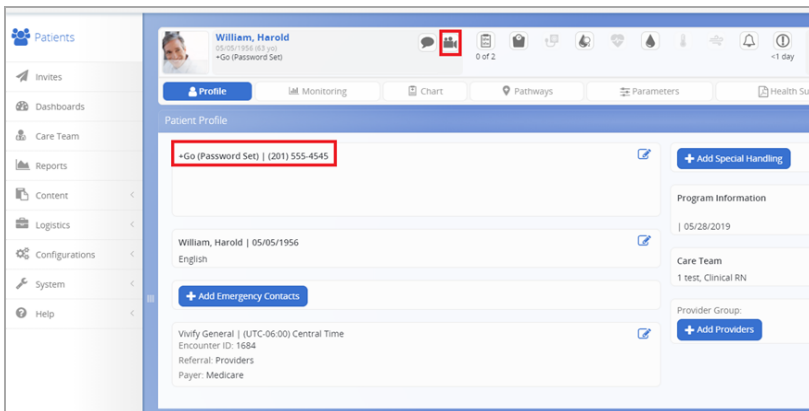 Patients
Invites
Dashboards
Care Team
Reports
Content
Logistics
Configurations
System
Help
William, Harold
05/05/1956 (63 yo)
+Go (Password Set)
0 of 2
<1 day
Profile
Monitoring
Chart
Pathways
Parameters
Health Su
Patient Profile
+Go (Password Set) | (201) 555-4545
William, Harold | 05/05/1956
English
Add Emergency Contacts
Vivify General | (UTC-06:00) Central Time
Encounter ID: 1684
Referral: Providers
Payer: Medicare
Add Special Handling
Program Information
| 05/28/2019
Care Team
1 test, Clinical RN
Provider Group:
Add Providers